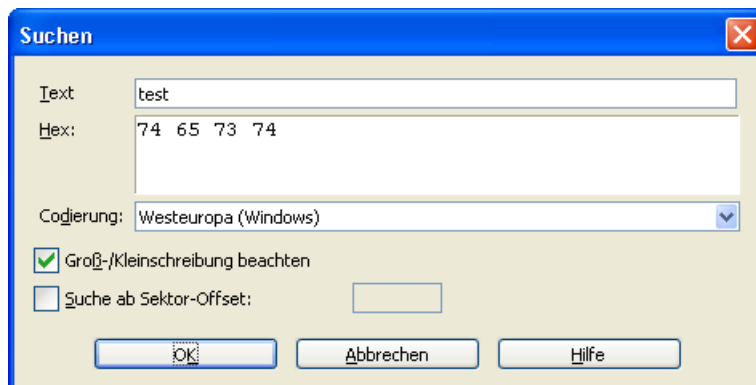 Suchen
Text
test
Hex:
74 65 73 74
Codierung:
Westeuropa (Windows)
Groß-/Kleinschreibung beachten
Suche ab Sektor-Offset:
OK
Abbrechen
Hilfe